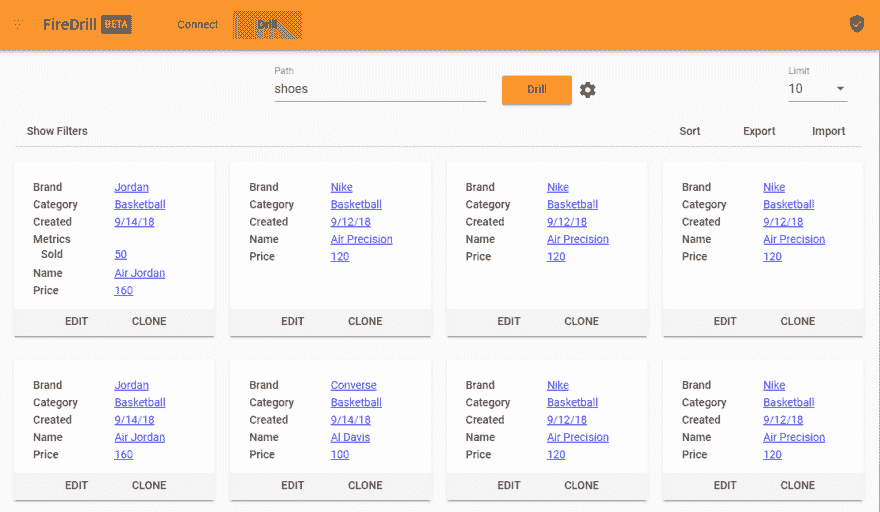 FireDrill BETA Connect Drill
Path
shoes
Drill
Limit
10
Show Filters Sort Export Import
Brand Jordan
Category Basketball
Created 9/14/18
Metrics
Sold 50
Name Air Jordan
Price 160
EDIT CLONE
Brand Nike
Category Basketball
Created 9/12/18
Name Air Precision
Price 120
EDIT CLONE
Brand Nike
Category Basketball
Created 9/12/18
Name Air Precision
Price 120
EDIT CLONE
Brand Nike
Category Basketball
Created 9/12/18
Name Air Precision
Price 120
EDIT CLONE
Brand Jordan
Category Basketball
Created 9/14/18
Name Air Jordan
Price 160
EDIT CLONE
Brand Converse
Category Basketball
Created 9/14/18
Name Al Davis
Price 100
EDIT CLONE
Brand Nike
Category Basketball
Created 9/12/18
Name Air Precision
Price 120
EDIT CLONE
Brand Nike
Category Basketball
Created 9/12/18
Name Air Precision
Price 120
EDIT CLONE